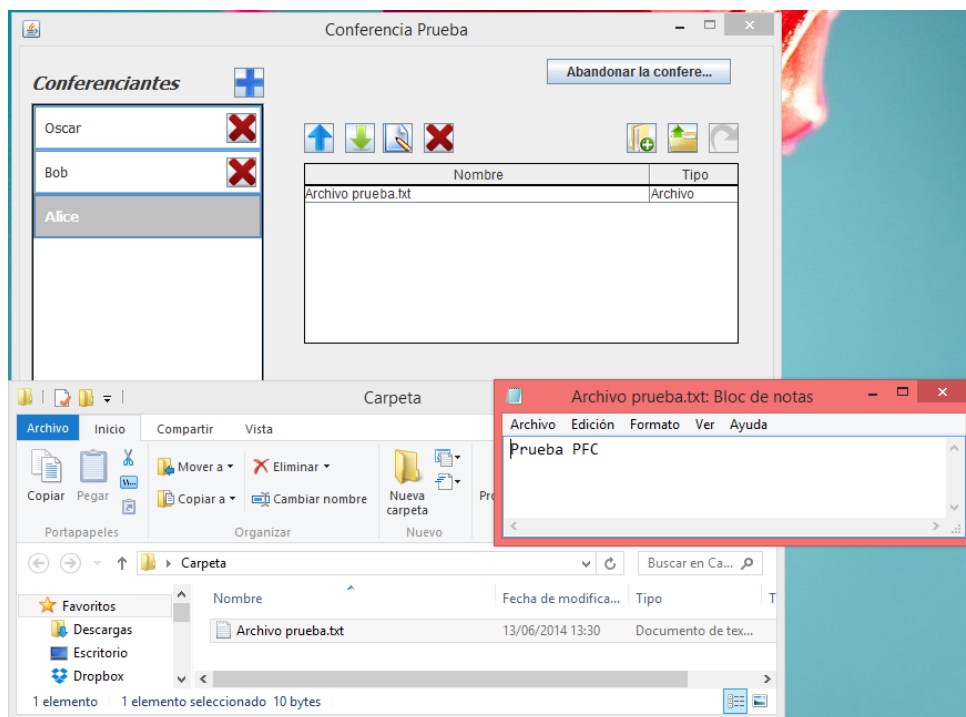 Conferencia Prueba
Abandonar la confere...
Conferenciantes
Oscar
Bob
Alice
Nombre Tipo
Archivo prueba.txt Archivo
Carpeta
Archivo Inicio Compartir Vista
Copiar Pegar
Mover a
Copiar a
Eliminar
Cambiar nombre
Nueva
carpeta
Portapapeles Organizar Nuevo
Archivo prueba.txt: Bloc de notas
Archivo Edición Formato Ver Ayuda
Prueba PFC
Carpeta
Buscar en Ca...
Favoritos
Descargas
Escritorio
Dropbox
Nombre Fecha de modifica... Tipo T
Archivo prueba.txt 13/06/2014 13:30 Documento de tex...
1 elemento 1 elemento seleccionado 10 bytes